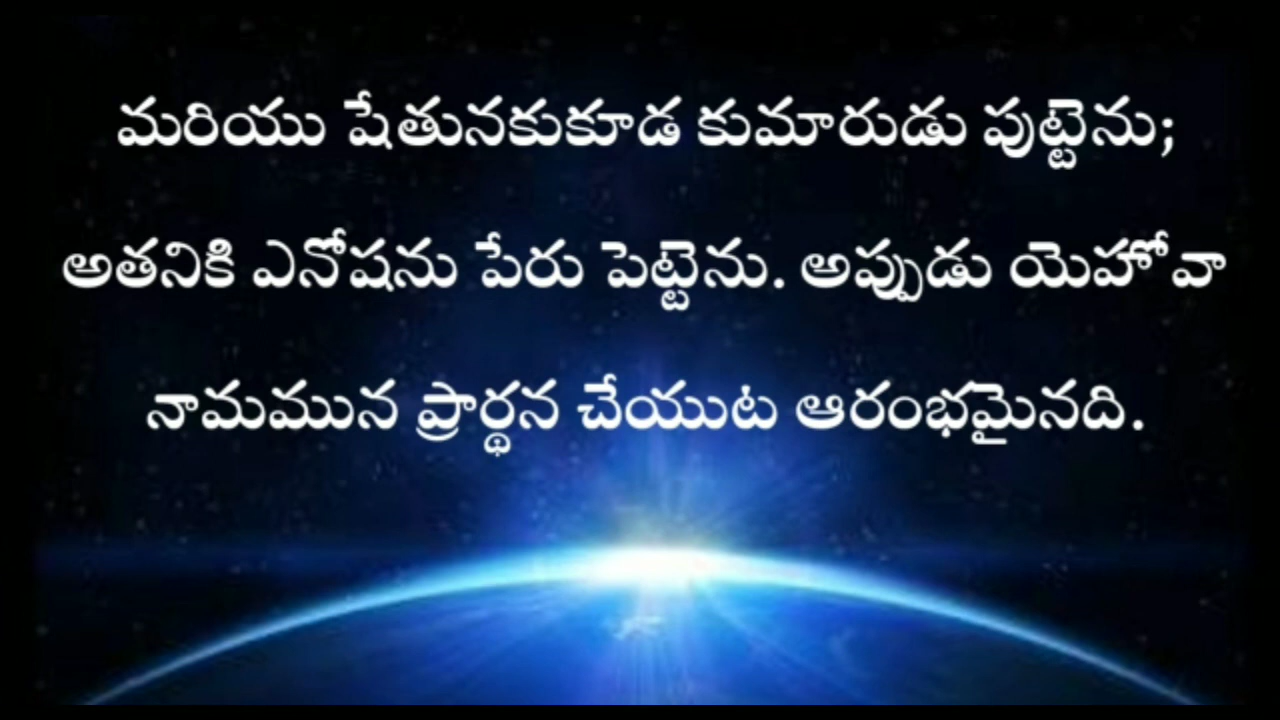 మరియు షేతునకుకూడ కుమారుడు పుట్టెను;
అతనికి ఎనోషను పేరు పెట్టెను. అప్పుడు యెహోవా
నామమున ప్రార్థన చేయుట ఆరంభమైనది.